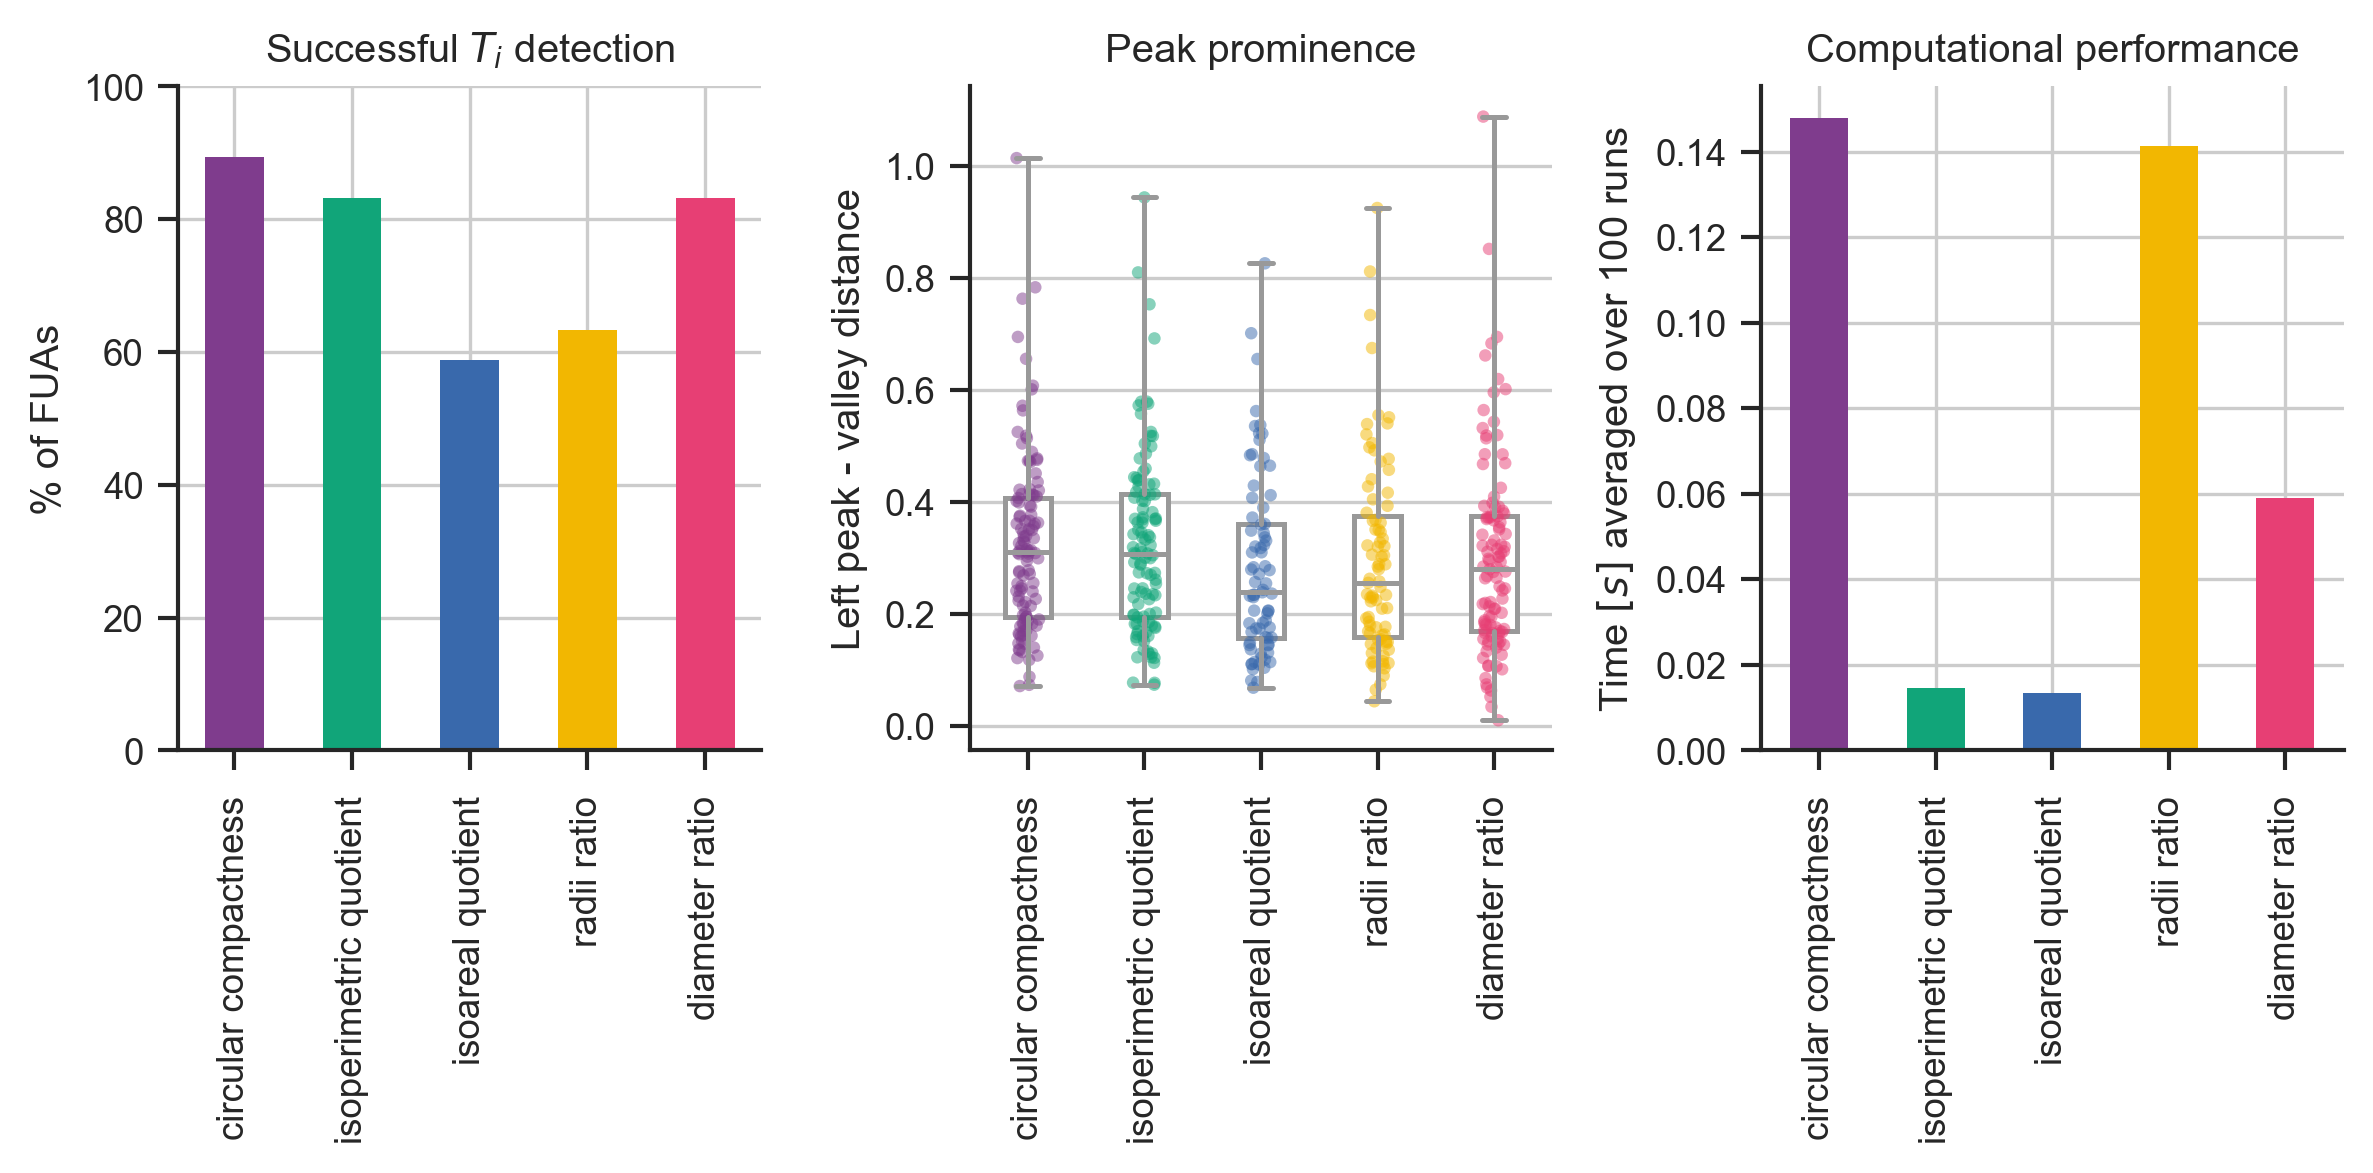 Successful Ti detection
% of FUAs
100
80
60
40
20
0
circular compactness
isoperimetric quotient
isoareal quotient
radii ratio
diameter ratio
Peak prominence
Left peak - valley distance
1.0
0.8
0.6
0.4
0.2
0.0
circular compactness
isoperimetric quotient
isoareal quotient
radii ratio
diameter ratio
Computational performance
Time [s] averaged over 100 runs
0.14
0.12
0.10
0.08
0.06
0.04
0.02
0.00
circular compactness
isoperimetric quotient
isoareal quotient
radii ratio
diameter ratio